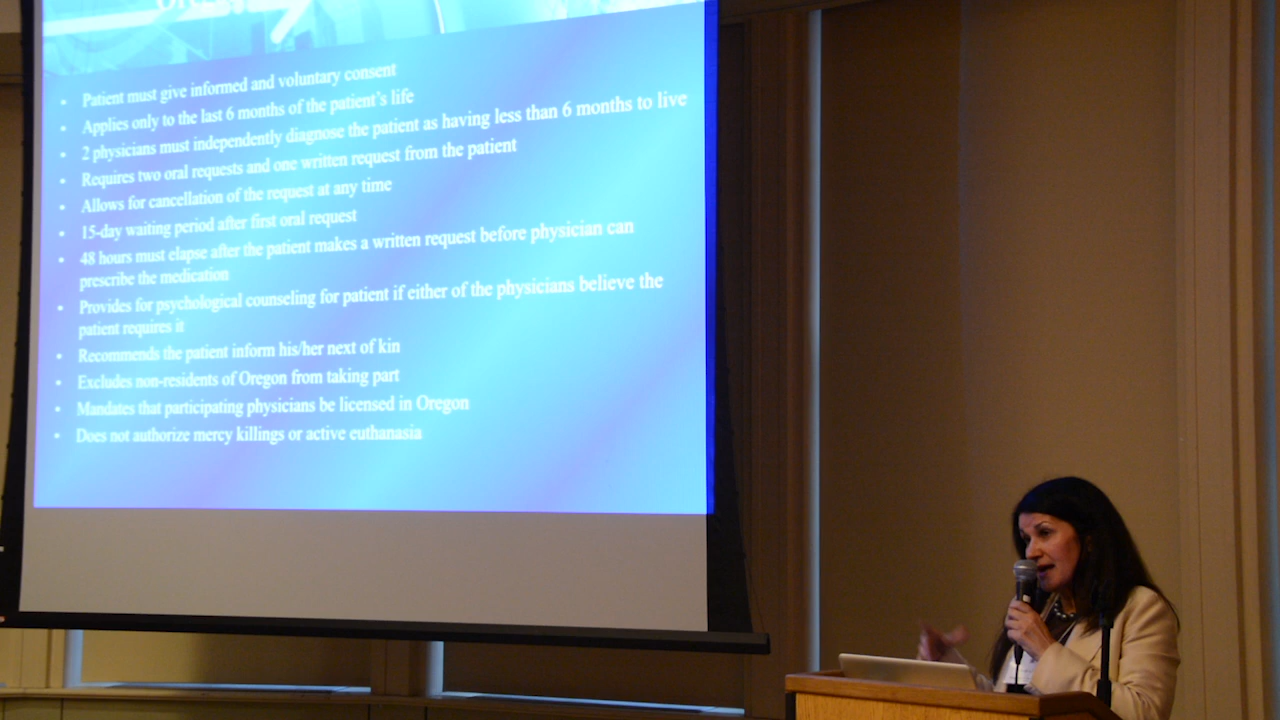 • Patient must give informed and voluntary consent
• Applies only to the last 6 months of the patient's life
• 2 physicians must independently diagnose the patient as having less than 6 months to live
• Requires two oral requests and one written request from the patient
• Allows for cancellation of the request at any time
• 15-day waiting period after first oral request
• 48 hours must elapse after the patient makes a written request before physician can
prescribe the medication
• Provides for psychological counseling for patient if either of the physicians believe the
patient requires it
• Recommends the patient inform his/her next of kin
• Excludes non-residents of Oregon from taking part
• Mandates that participating physicians be licensed in Oregon
• Does not authorize mercy killings or active euthanasia